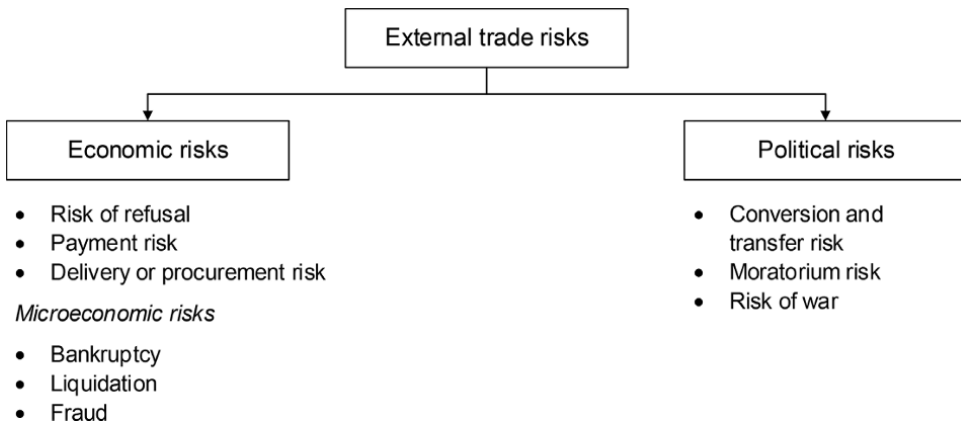 External trade risks
Economic risks
• Risk of refusal
• Payment risk
• Delivery or procurement risk
Microeconomic risks
• Bankruptcy
• Liquidation
• Fraud
Political risks
• Conversion and
transfer risk
• Moratorium risk
• Risk of war